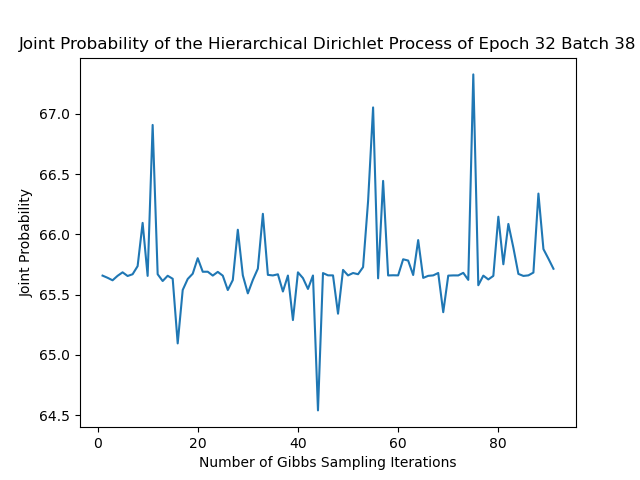 Joint Probability of the Hierarchical Dirichlet Process of Epoch 32 Batch 38
67.0
66.5
66.0
65.5
65.0
64.5
Joint Probability
0 20 40 60 80
Number of Gibbs Sampling Iterations